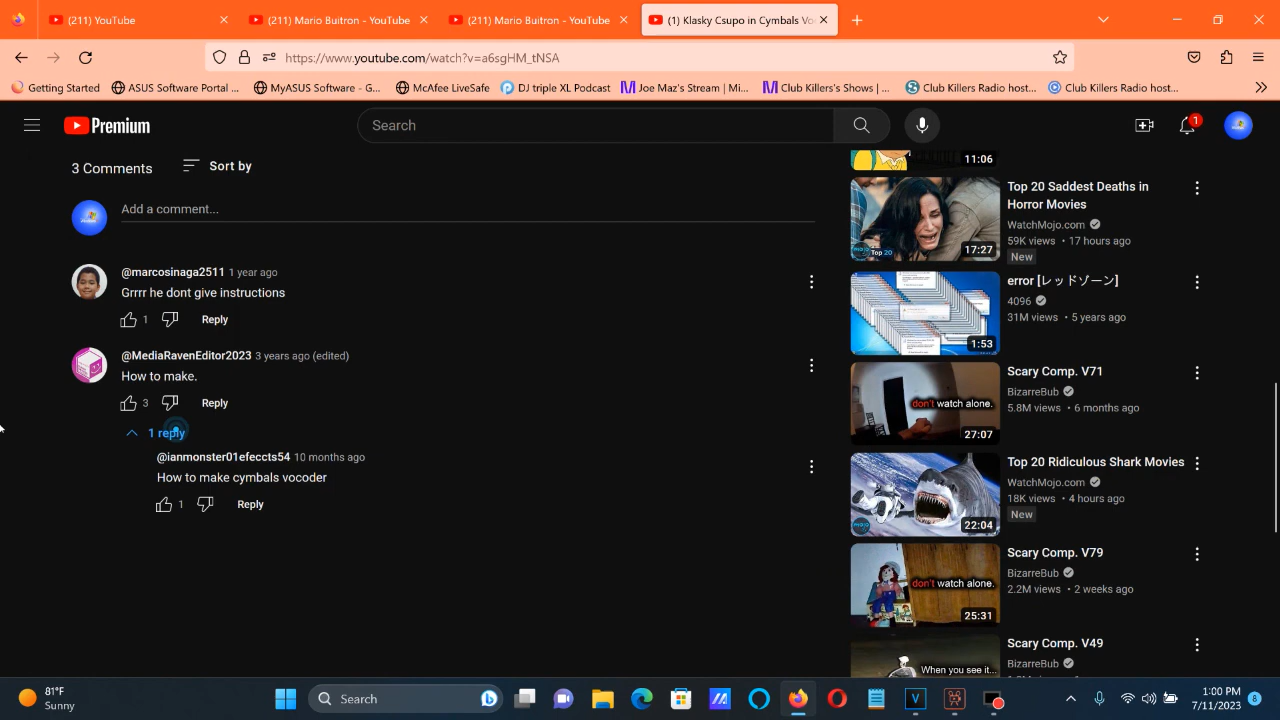 (211) YouTube
(211) Mario Buitron - YouTube
(211) Mario Buitron - YouTube
(1) Klasky Csupo in Cymbals Vo
https://www.youtube.com/watch?v=a6sgHM_tNSA
Getting Started
ASUS Software Portal ...
MyASUS Software - G...
McAfee LiveSafe
DJ triple XL Podcast
Joe Maz's Stream | Mi...
Club Killers's Shows | ...
Club Killers Radio host...
Club Killers Radio host...
Premium
Search
1
3 Comments
Sort by
Add a comment...
@marcosinaga2511 1 year ago
1
Reply
@MediaRavenEditor2023 3 years ago (edited)
How to make.
3
Reply
1 reply
@ianmonster01efeccts54 10 months ago
How to make cymbals vocoder
1
Reply
11:06
Top 20
17:27
Top 20 Saddest Deaths in
Horror Movies
WatchMojo.com
59K views • 17 hours ago
New
1:53
error [レッドゾーン]
4096
31M views • 5 years ago
don't watch alone.
27:07
Scary Comp. V71
BizarreBub
5.8M views • 6 months ago
22:04
Top 20 Ridiculous Shark Movies
WatchMojo.com
18K views • 4 hours ago
New
don't watch alone.
25:31
Scary Comp. V79
BizarreBub
2.2M views • 2 weeks ago
When you see it...
Scary Comp. V49
BizarreBub
81°F
Sunny
Search
1:00 PM
7/11/2023
8